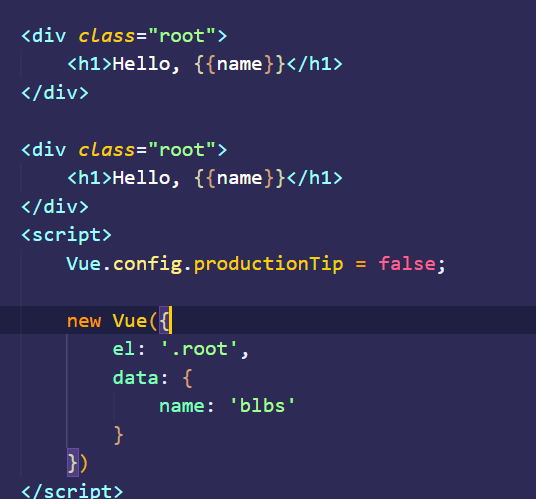 <div class="root">
    <h1>Hello, {{name}}</h1>
</div>

<div class="root">
    <h1>Hello, {{name}}</h1>
</div>
<script>
    Vue.config.productionTip = false;

    new Vue({
        el: '.root',
        data: {
            name: 'blbs'
        }
    })
</script>